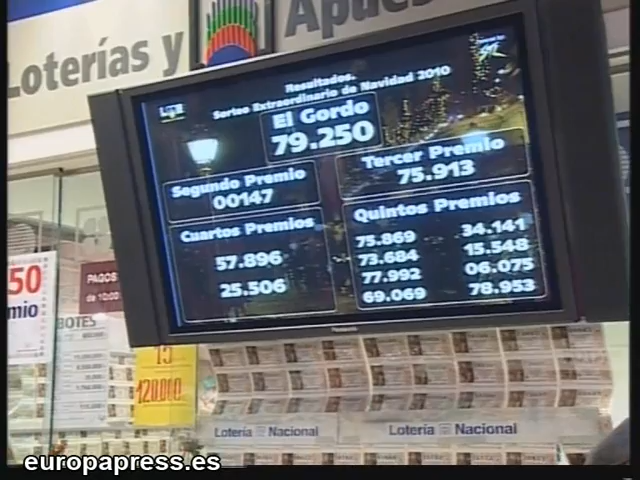 Loterías y Apues
Resultados.
Sorteo Extraordinario de Navidad 2010
El Gordo
79.250
Segundo Premio
00147
Tercer Premio
75.913
Cuartos Premios
57.896
25.506
Quintos Premios
75.869 34.141
73.684 15.548
77.992 06.075
69.069 78.953
50
mio
PAGOS
de 10:00
BOTES
15
120.000
Lotería Nacional
Lotería Nacional
europapress.es